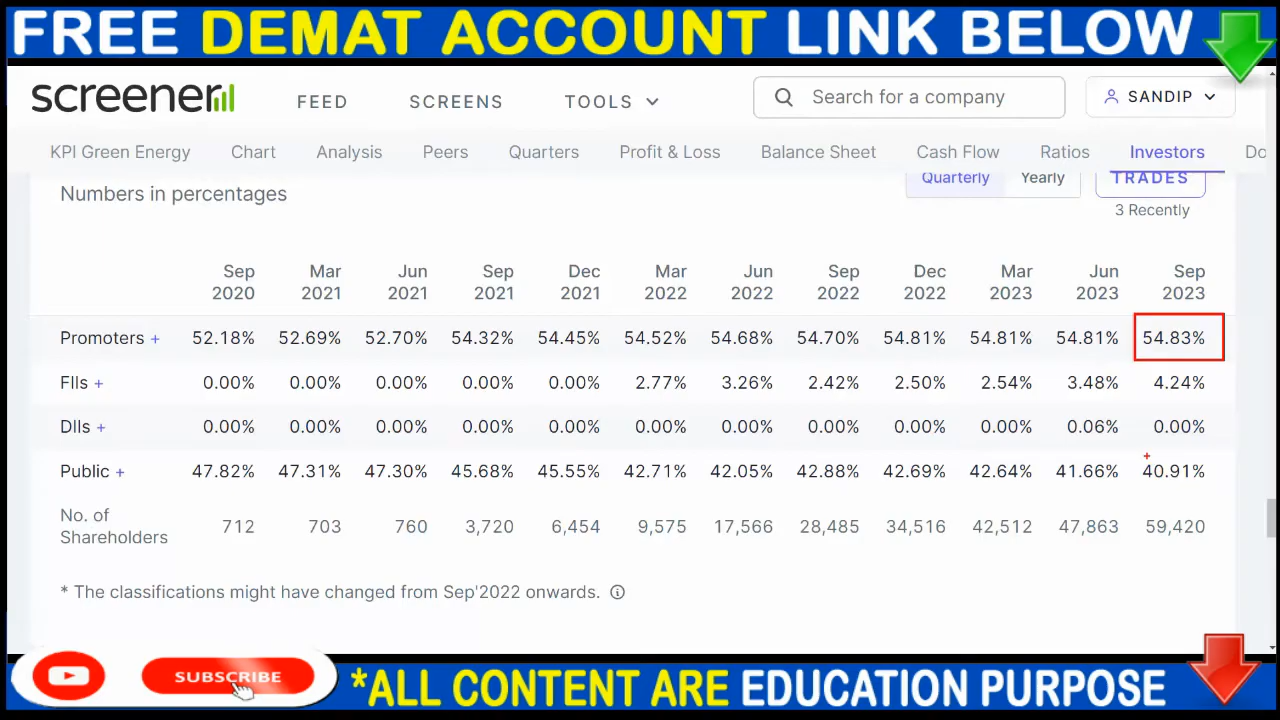 FREE DEMAT ACCOUNT LINK BELOW
screener FEED SCREENS TOOLS Search for a company SANDIP
KPI Green Energy Chart Analysis Peers Quarters Profit & Loss Balance Sheet Cash Flow Ratios Investors Do
Numbers in percentages Quarterly Yearly TRADES
3 Recently
Sep Mar Jun Sep Dec Mar Jun Sep Dec Mar Jun Sep
2020 2021 2021 2021 2021 2022 2022 2022 2022 2023 2023 2023
Promoters + 52.18% 52.69% 52.70% 54.32% 54.45% 54.52% 54.68% 54.70% 54.81% 54.81% 54.81% 54.83%
FIIs + 0.00% 0.00% 0.00% 0.00% 0.00% 2.77% 3.26% 2.42% 2.50% 2.54% 3.48% 4.24%
DIIs + 0.00% 0.00% 0.00% 0.00% 0.00% 0.00% 0.00% 0.00% 0.00% 0.00% 0.06% 0.00%
Public + 47.82% 47.31% 47.30% 45.68% 45.55% 42.71% 42.05% 42.88% 42.69% 42.64% 41.66% 40.91%
No. of
Shareholders 712 703 760 3,720 6,454 9,575 17,566 28,485 34,516 42,512 47,863 59,420
* The classifications might have changed from Sep'2022 onwards.
SUBSCRIBE *ALL CONTENT ARE EDUCATION PURPOSE